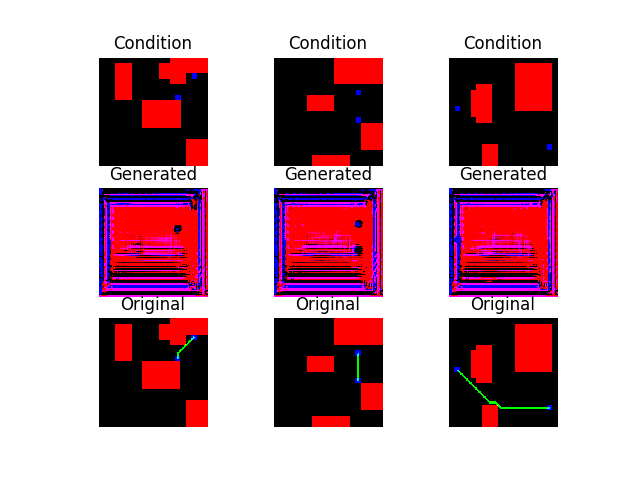 Condition
Condition
Condition
Generated
Generated
Generated
Original
Original
Original